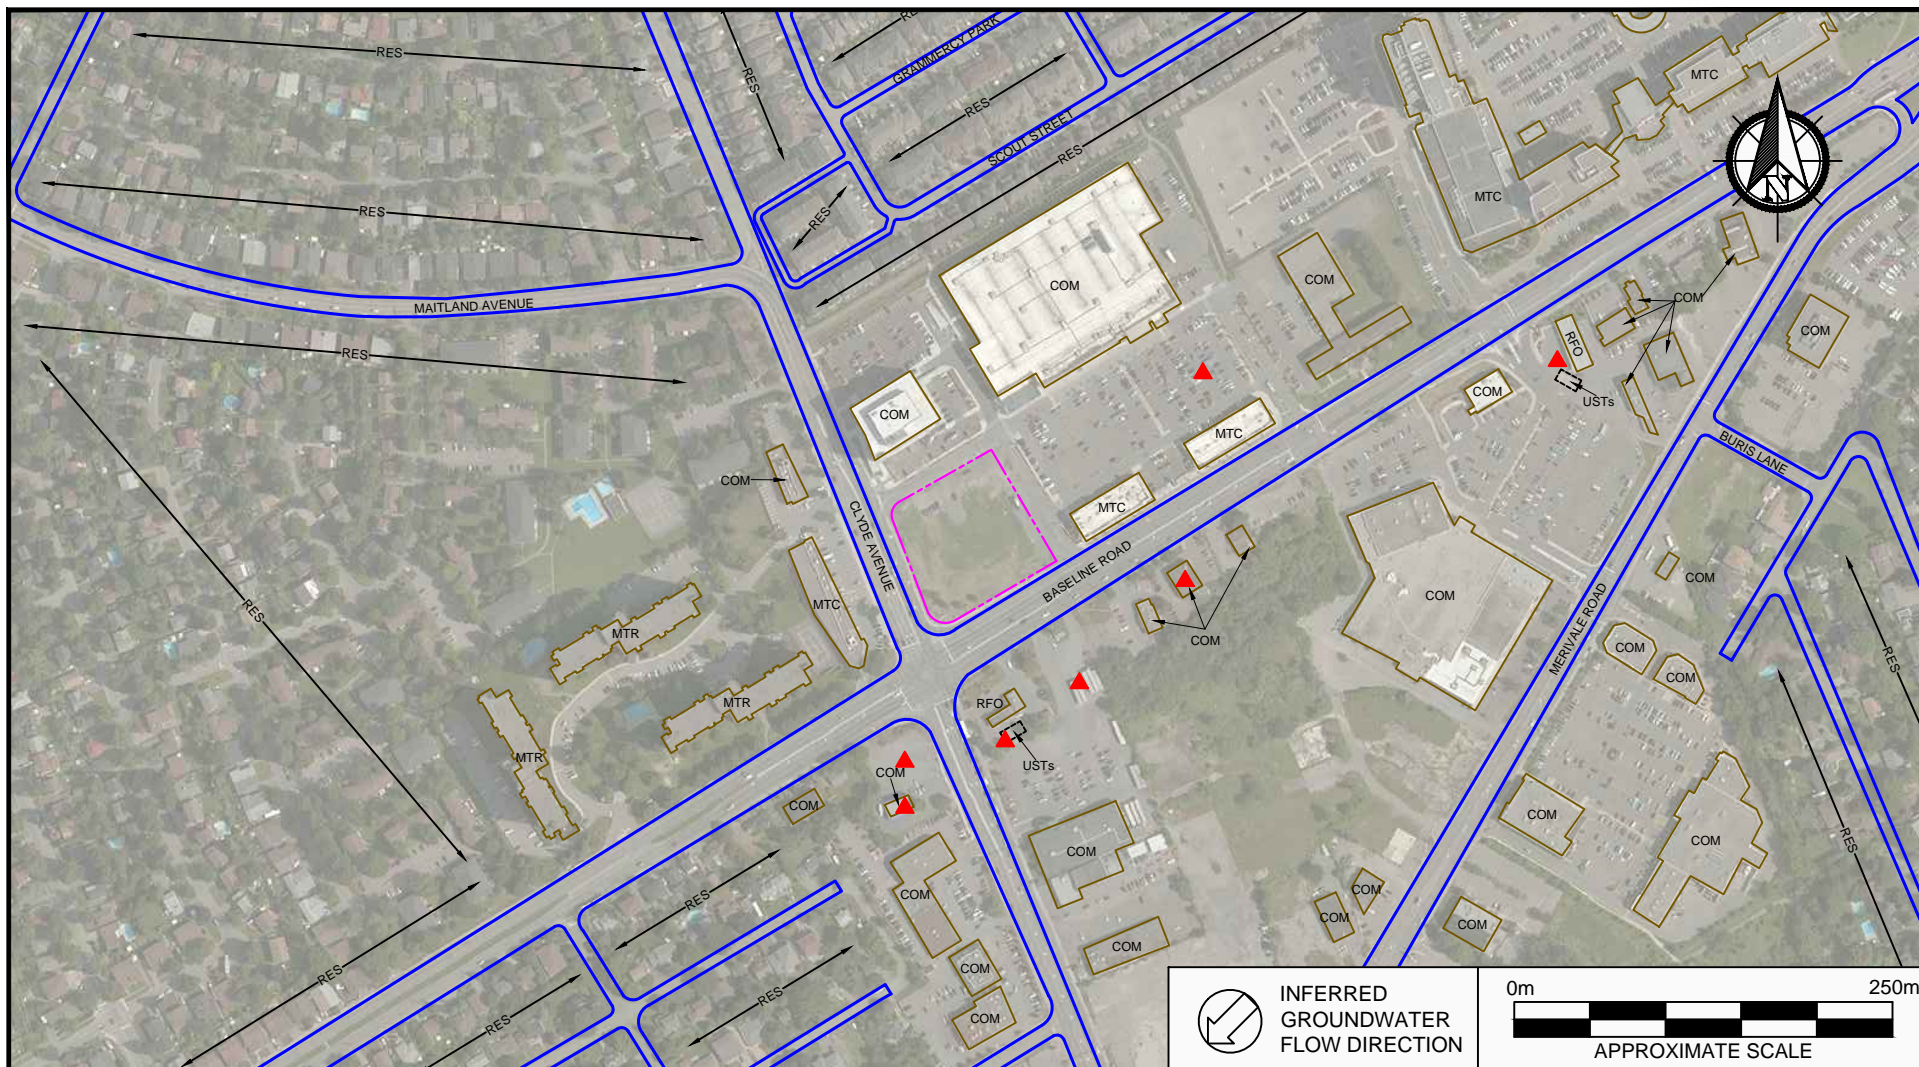 RES
RES
RES
GRAMMERCY PARK
RES
SCOUT STREET
RES
MTC
N
MTC
RES
RES
COM
COM
COM
MAITLAND AVENUE
RES
COM
RFO
COM
USTs
COM
COM
MTC
BURIS LANE
COM
CLYDE AVENUE
MTC
BASELINE ROAD
COM
COM
COM
MERIVALE ROAD
RES
MTC
MTR
COM
COM
COM
RES
MTR
RFO
MTR
USTs
COM
COM
COM
COM
RES
COM
RES
COM
COM
COM
COM
COM
RES
COM
RES
RES
COM
INFERRED
GROUNDWATER
FLOW DIRECTION
0m
250m
APPROXIMATE SCALE